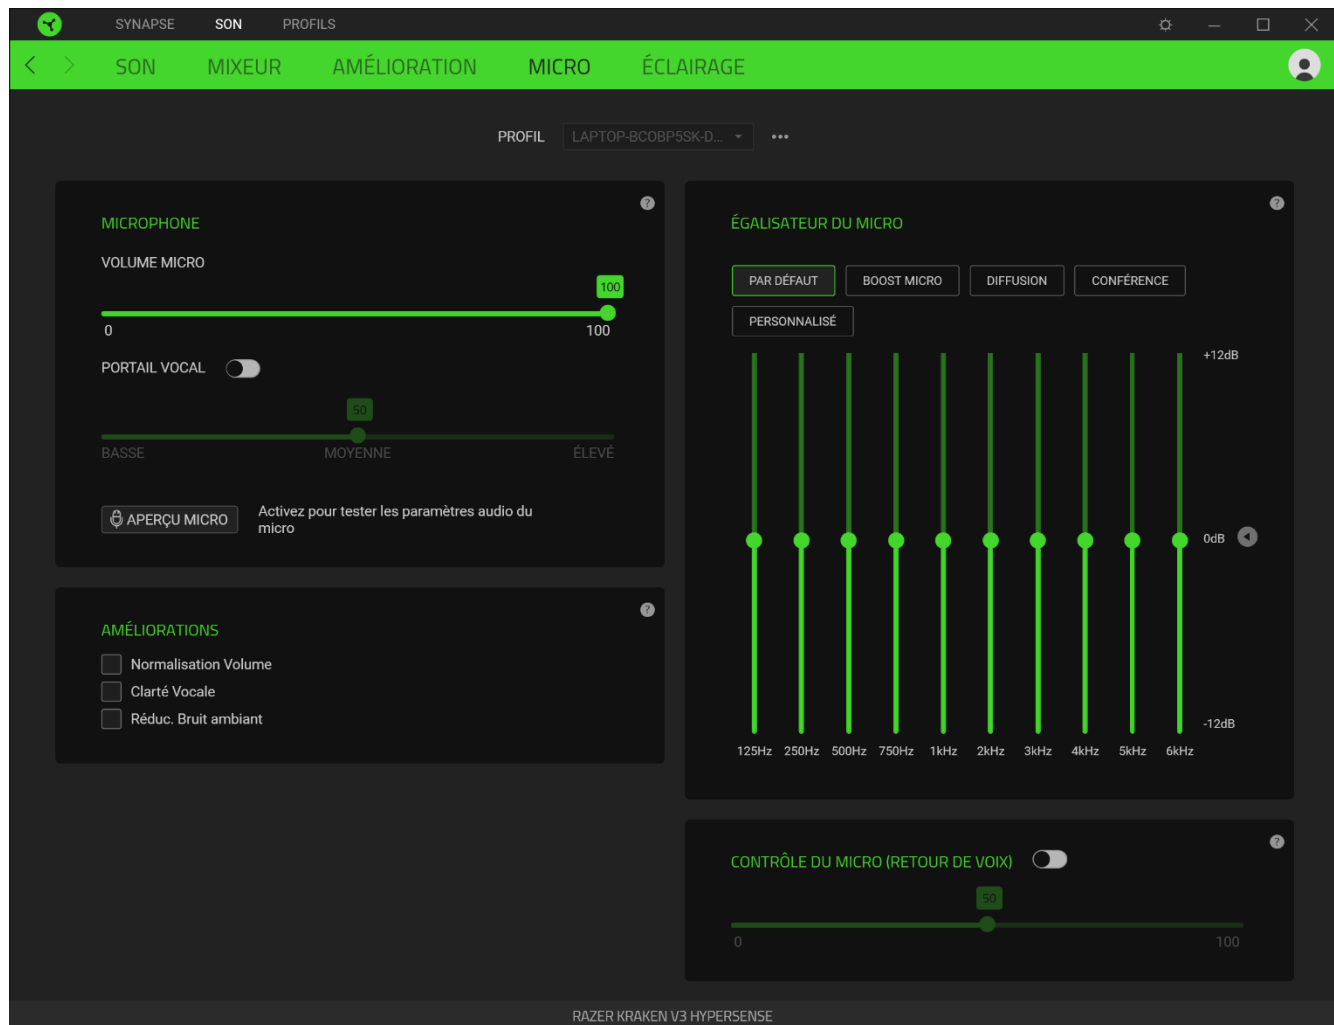 SYNAPSE SON PROFILS
SON MIXEUR AMÉLIORATION MICRO ÉCLAIRAGE
PROFIL LAPTOP-BCOBP5SK-D...
MICROPHONE
VOLUME MICRO
100
0 100
PORTAIL VOCAL
50
BASSE MOYENNE ÉLEVÉ
APERÇU MICRO
Activez pour tester les paramètres audio du
micro
AMÉLIORATIONS
Normalisation Volume
Clarté Vocale
Réduc. Bruit ambiant
ÉGALISATEUR DU MICRO
PAR DÉFAUT BOOST MICRO DIFFUSION CONFÉRENCE
PERSONNALISÉ
+12dB
0dB
-12dB
125Hz 250Hz 500Hz 750Hz 1kHz 2kHz 3kHz 4kHz 5kHz 6kHz
CONTRÔLE DU MICRO (RETOUR DE VOIX)
50
0 100
RAZER KRAKEN V3 HYPERSENSE